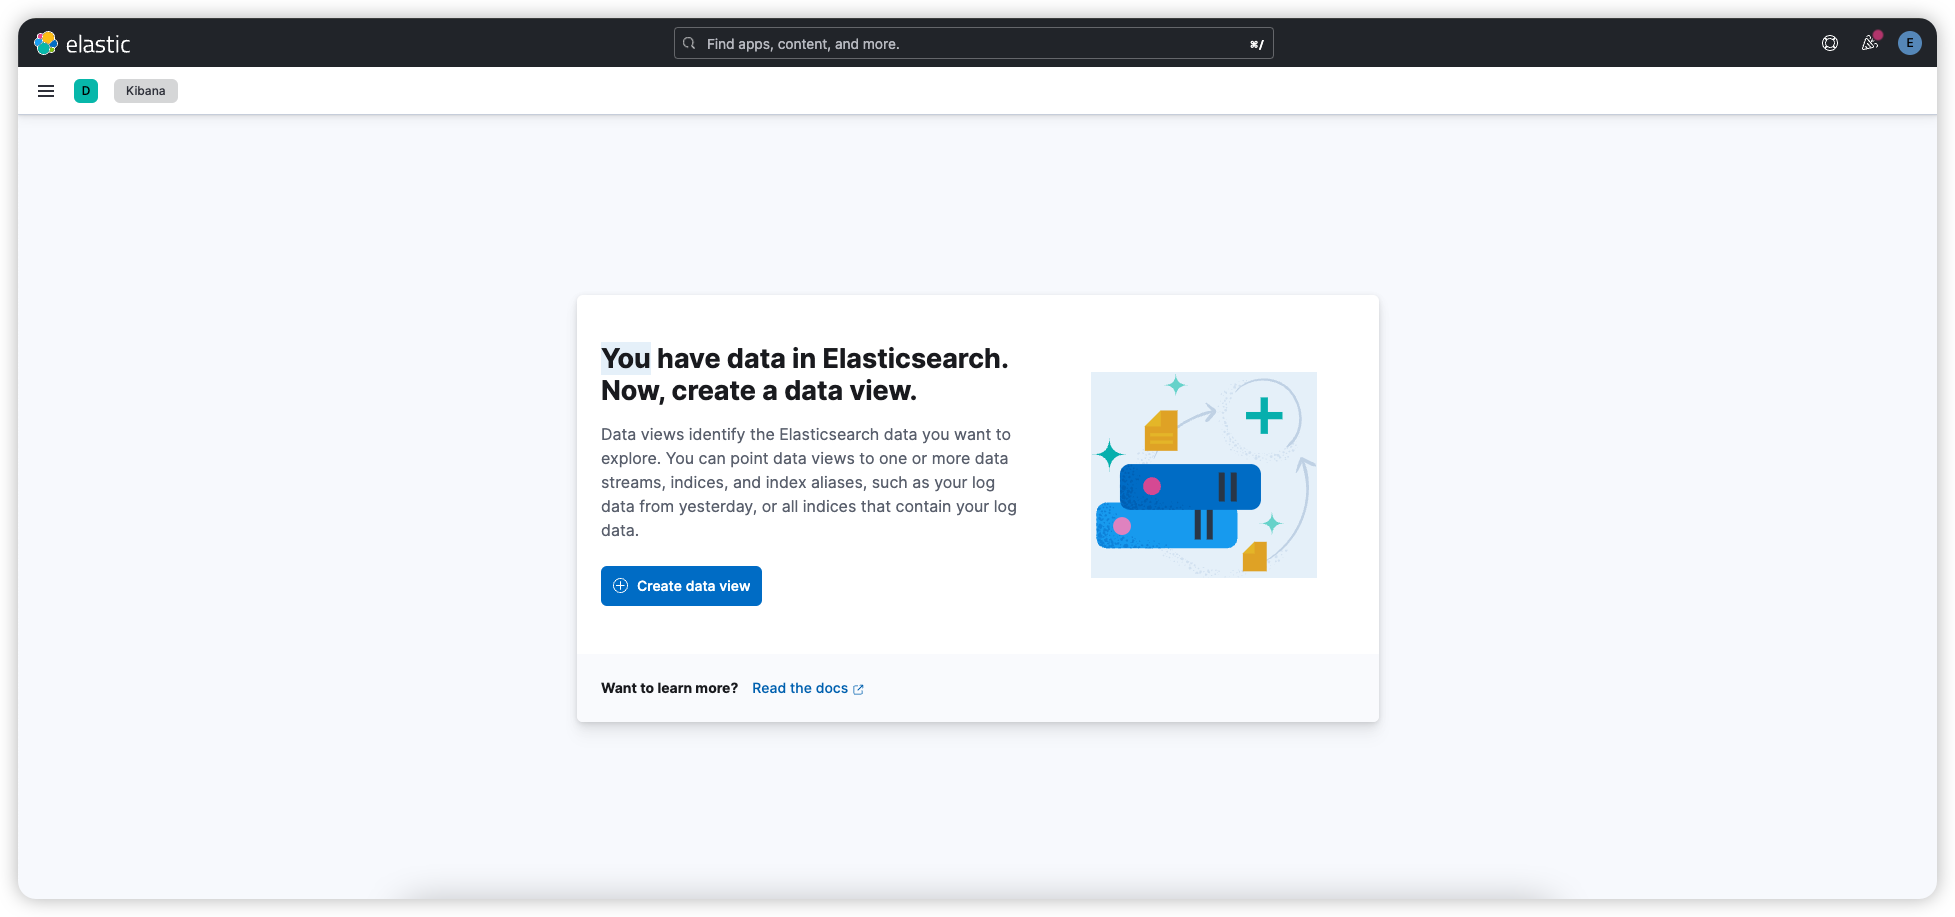 elastic
Find apps, content, and more.
⌘/
E
D
Kibana
You have data in Elasticsearch.
Now, create a data view.
Data views identify the Elasticsearch data you want to
explore. You can point data views to one or more data
streams, indices, and index aliases, such as your log
data from yesterday, or all indices that contain your log
data.
Create data view
Want to learn more? Read the docs